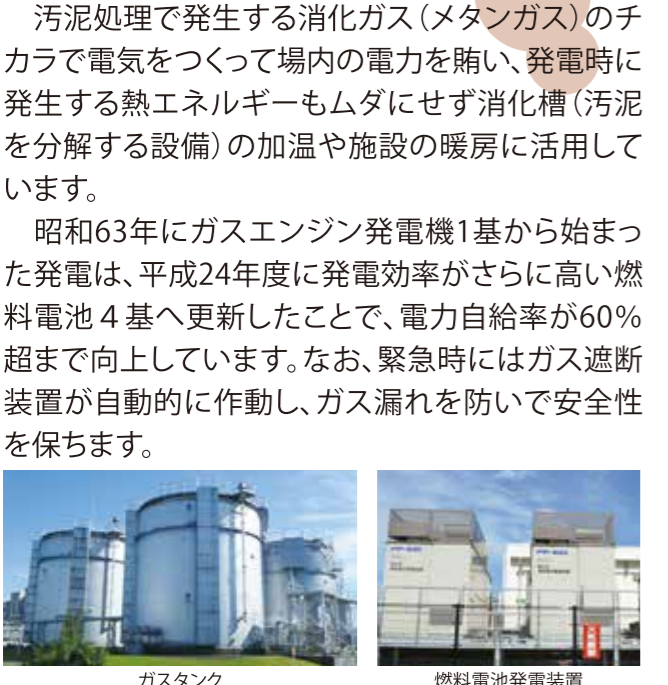 汚泥処理で発生する消化ガス（メタンガス）のチ
カラで電気をつくって場内の電力を賄い、発電時に
発生する熱エネルギーもムダにせず消化槽（汚泥
を分解する設備）の加温や施設の暖房に活用して
います。
昭和63年にガスエンジン発電機1基から始まっ
た発電は、平成24年度に発電効率がさらに高い燃
料電池４基へ更新したことで、電力自給率が60％
超まで向上しています。なお、緊急時にはガス遮断
装置が自動的に作動し、ガス漏れを防いで安全性
を保ちます。
ガスタンク
燃料電池発電装置